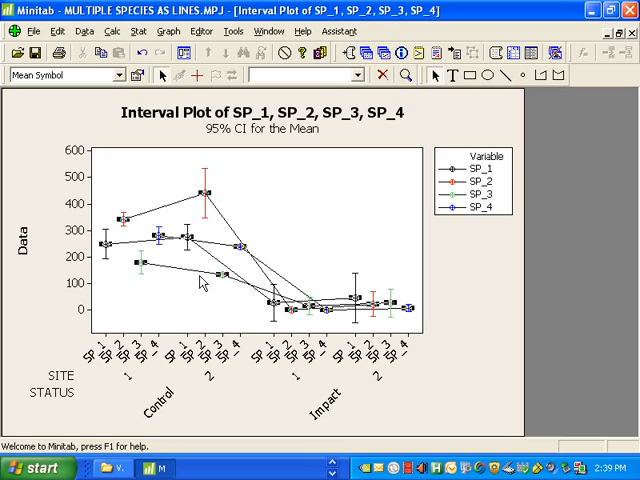 Minitab - MULTIPLE SPECIES AS LINES.MPJ - [Interval Plot of SP_1, SP_2, SP_3, SP_4]
File Edit Data Calc Stat Graph Editor Tools Window Help Assistant
Mean Symbol
Interval Plot of SP_1, SP_2, SP_3, SP_4
95% CI for the Mean
Variable
SP_1
SP_2
SP_3
SP_4
Data
600
500
400
300
200
100
0
SP_1 SP_2 SP_3 SP_4 SP_1 SP_2 SP_3 SP_4 SP_1 SP_2 SP_3 SP_4 SP_1 SP_2 SP_3 SP_4
SITE 1 2 1 2
STATUS Control Impact
Welcome to Minitab, press F1 for help.
start V. M 2:39 PM